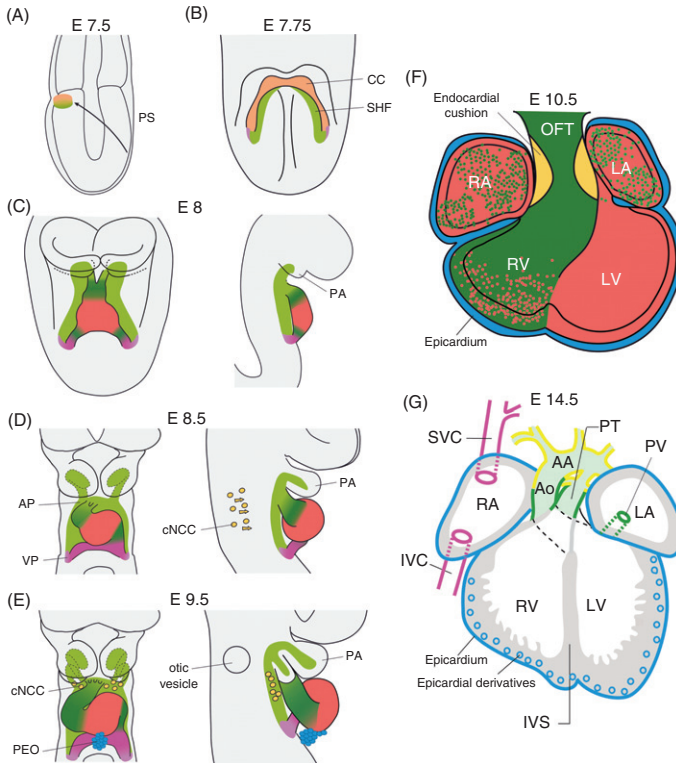 (A)
E 7.5
PS
(B)
E 7.75
CC
SHF
(C)
E 8
PA
(D)
E 8.5
AP
VP
cNCC
PA
(E)
E 9.5
cNCC
PEO
otic
vesicle
PA
(F)
E 10.5
Endocardial
cushion
OFT
RA
LA
RV
LV
Epicardium
(G)
E 14.5
SVC
PT
PV
AA
Ao
RA
LA
IVC
RV
LV
Epicardium
Epicardial derivatives
IVS